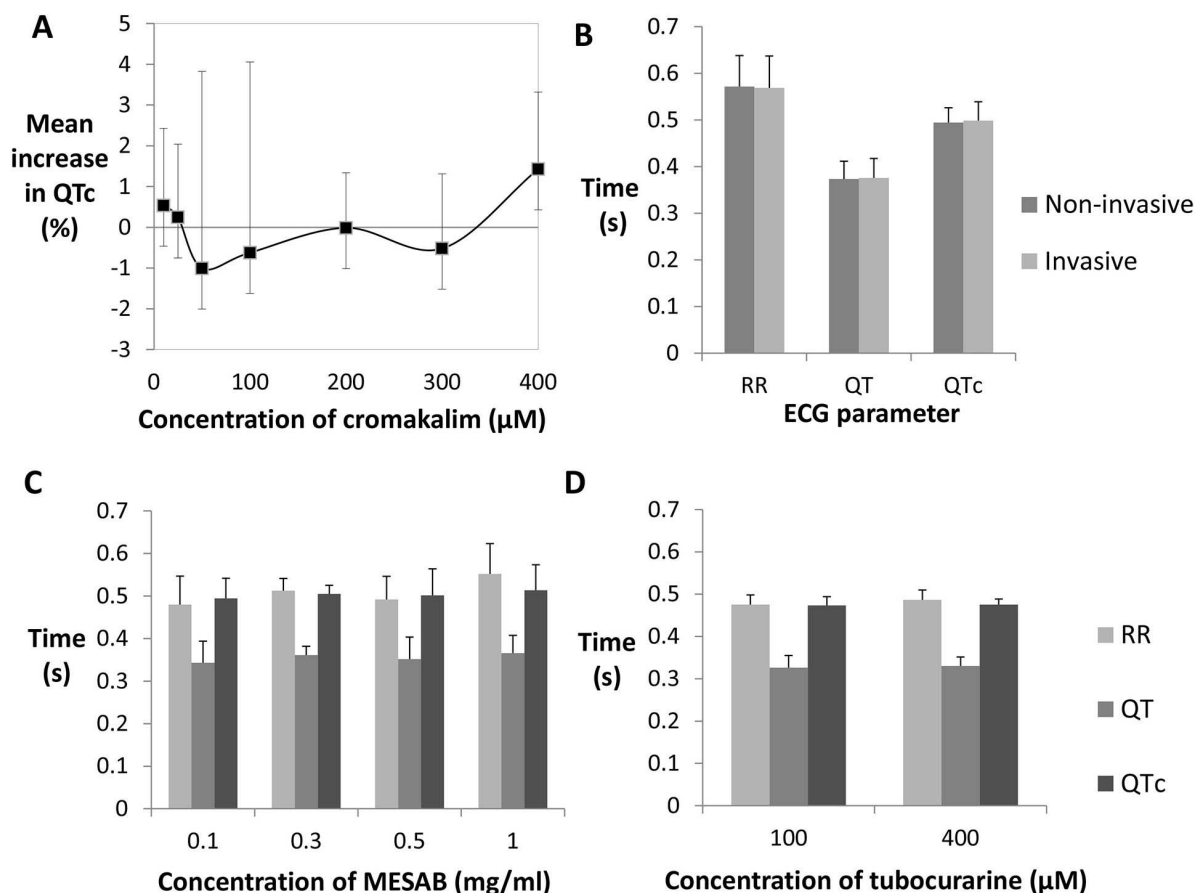 A
5
4
3
2
1
0
-1
-2
-3
Mean
increase
in QTc
(%)
0 100 200 300 400
Concentration of cromakalim (µM)
B
0.7
0.6
0.5
0.4
0.3
0.2
0.1
0
Time
(s)
RR QT QTc
ECG parameter
Non-invasive
Invasive
C
0.7
0.6
0.5
0.4
0.3
0.2
0.1
0
Time
(s)
0.1 0.3 0.5 1
Concentration of MESAB (mg/ml)
D
0.7
0.6
0.5
0.4
0.3
0.2
0.1
0
Time
(s)
100 400
Concentration of tubocurarine (µM)
RR
QT
QTc